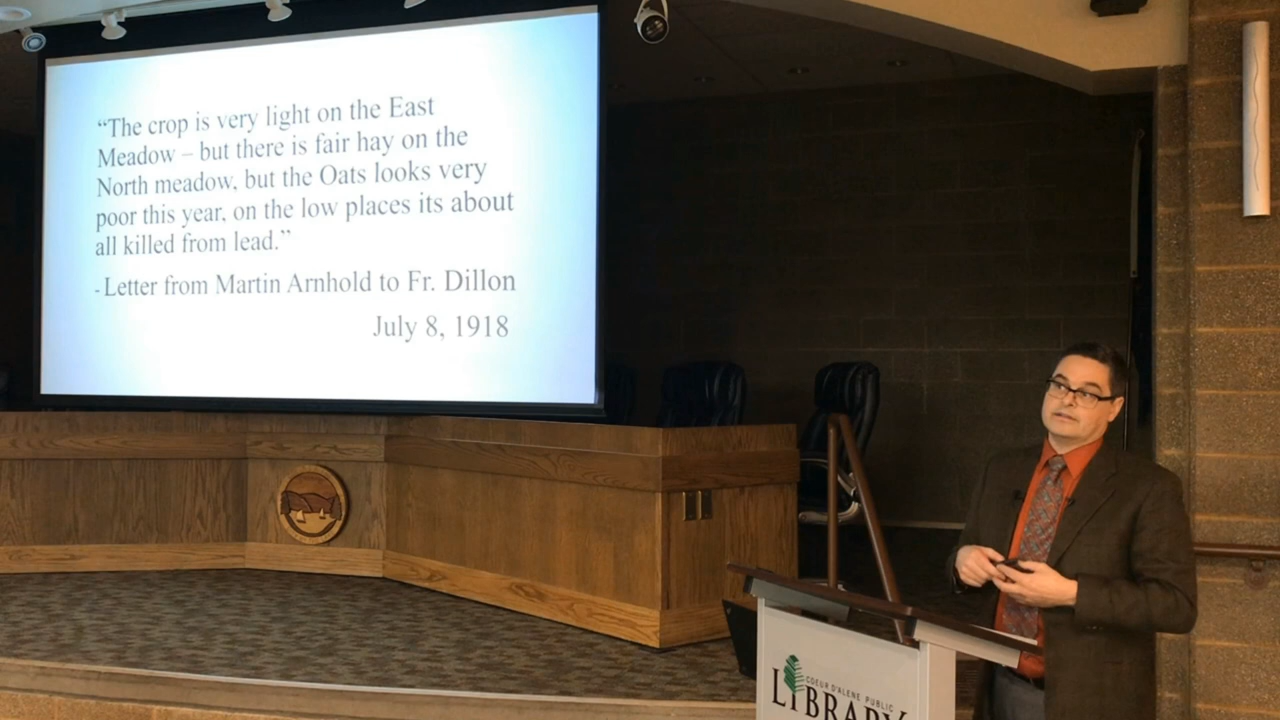 “The crop is very light on the East
Meadow – but there is fair hay on the
North meadow, but the Oats looks very
poor this year, on the low places its about
all killed from lead.”
-Letter from Martin Arnhold to Fr. Dillon
July 8, 1918
COEUR D'ALENE PUBLIC
LIBRARY